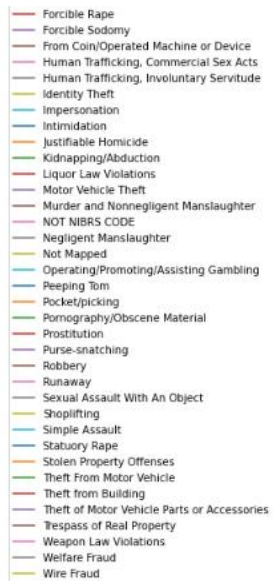 Forcible Rape
Forcible Sodomy
From Coin/Operated Machine or Device
Human Trafficking, Commercial Sex Acts
Human Trafficking, Involuntary Servitude
Identity Theft
Impersonation
Intimidation
Justifiable Homicide
Kidnapping/Abduction
Liquor Law Violations
Motor Vehicle Theft
Murder and Nonnegligent Manslaughter
NOT NIBRS CODE
Negligent Manslaughter
Not Mapped
Operating/Promoting/Assisting Gambling
Peeping Tom
Pocket/picking
Pornography/Obscene Material
Prostitution
Purse-snatching
Robbery
Runaway
Sexual Assault With An Object
Shoplifting
Simple Assault
Statuory Rape
Stolen Property Offenses
Theft From Motor Vehicle
Theft from Building
Theft of Motor Vehicle Parts or Accessories
Trespass of Real Property
Weapon Law Violations
Welfare Fraud
Wire Fraud